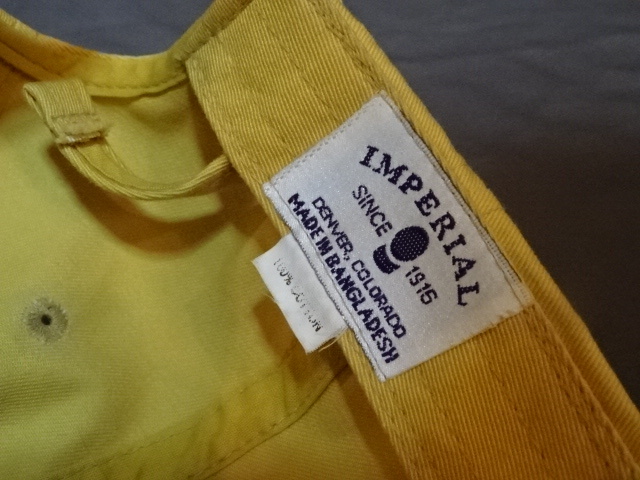 IMPERIAL
SINCE 1916
DENVER, COLORADO
MADE IN BANGLADESH
100% COTTON